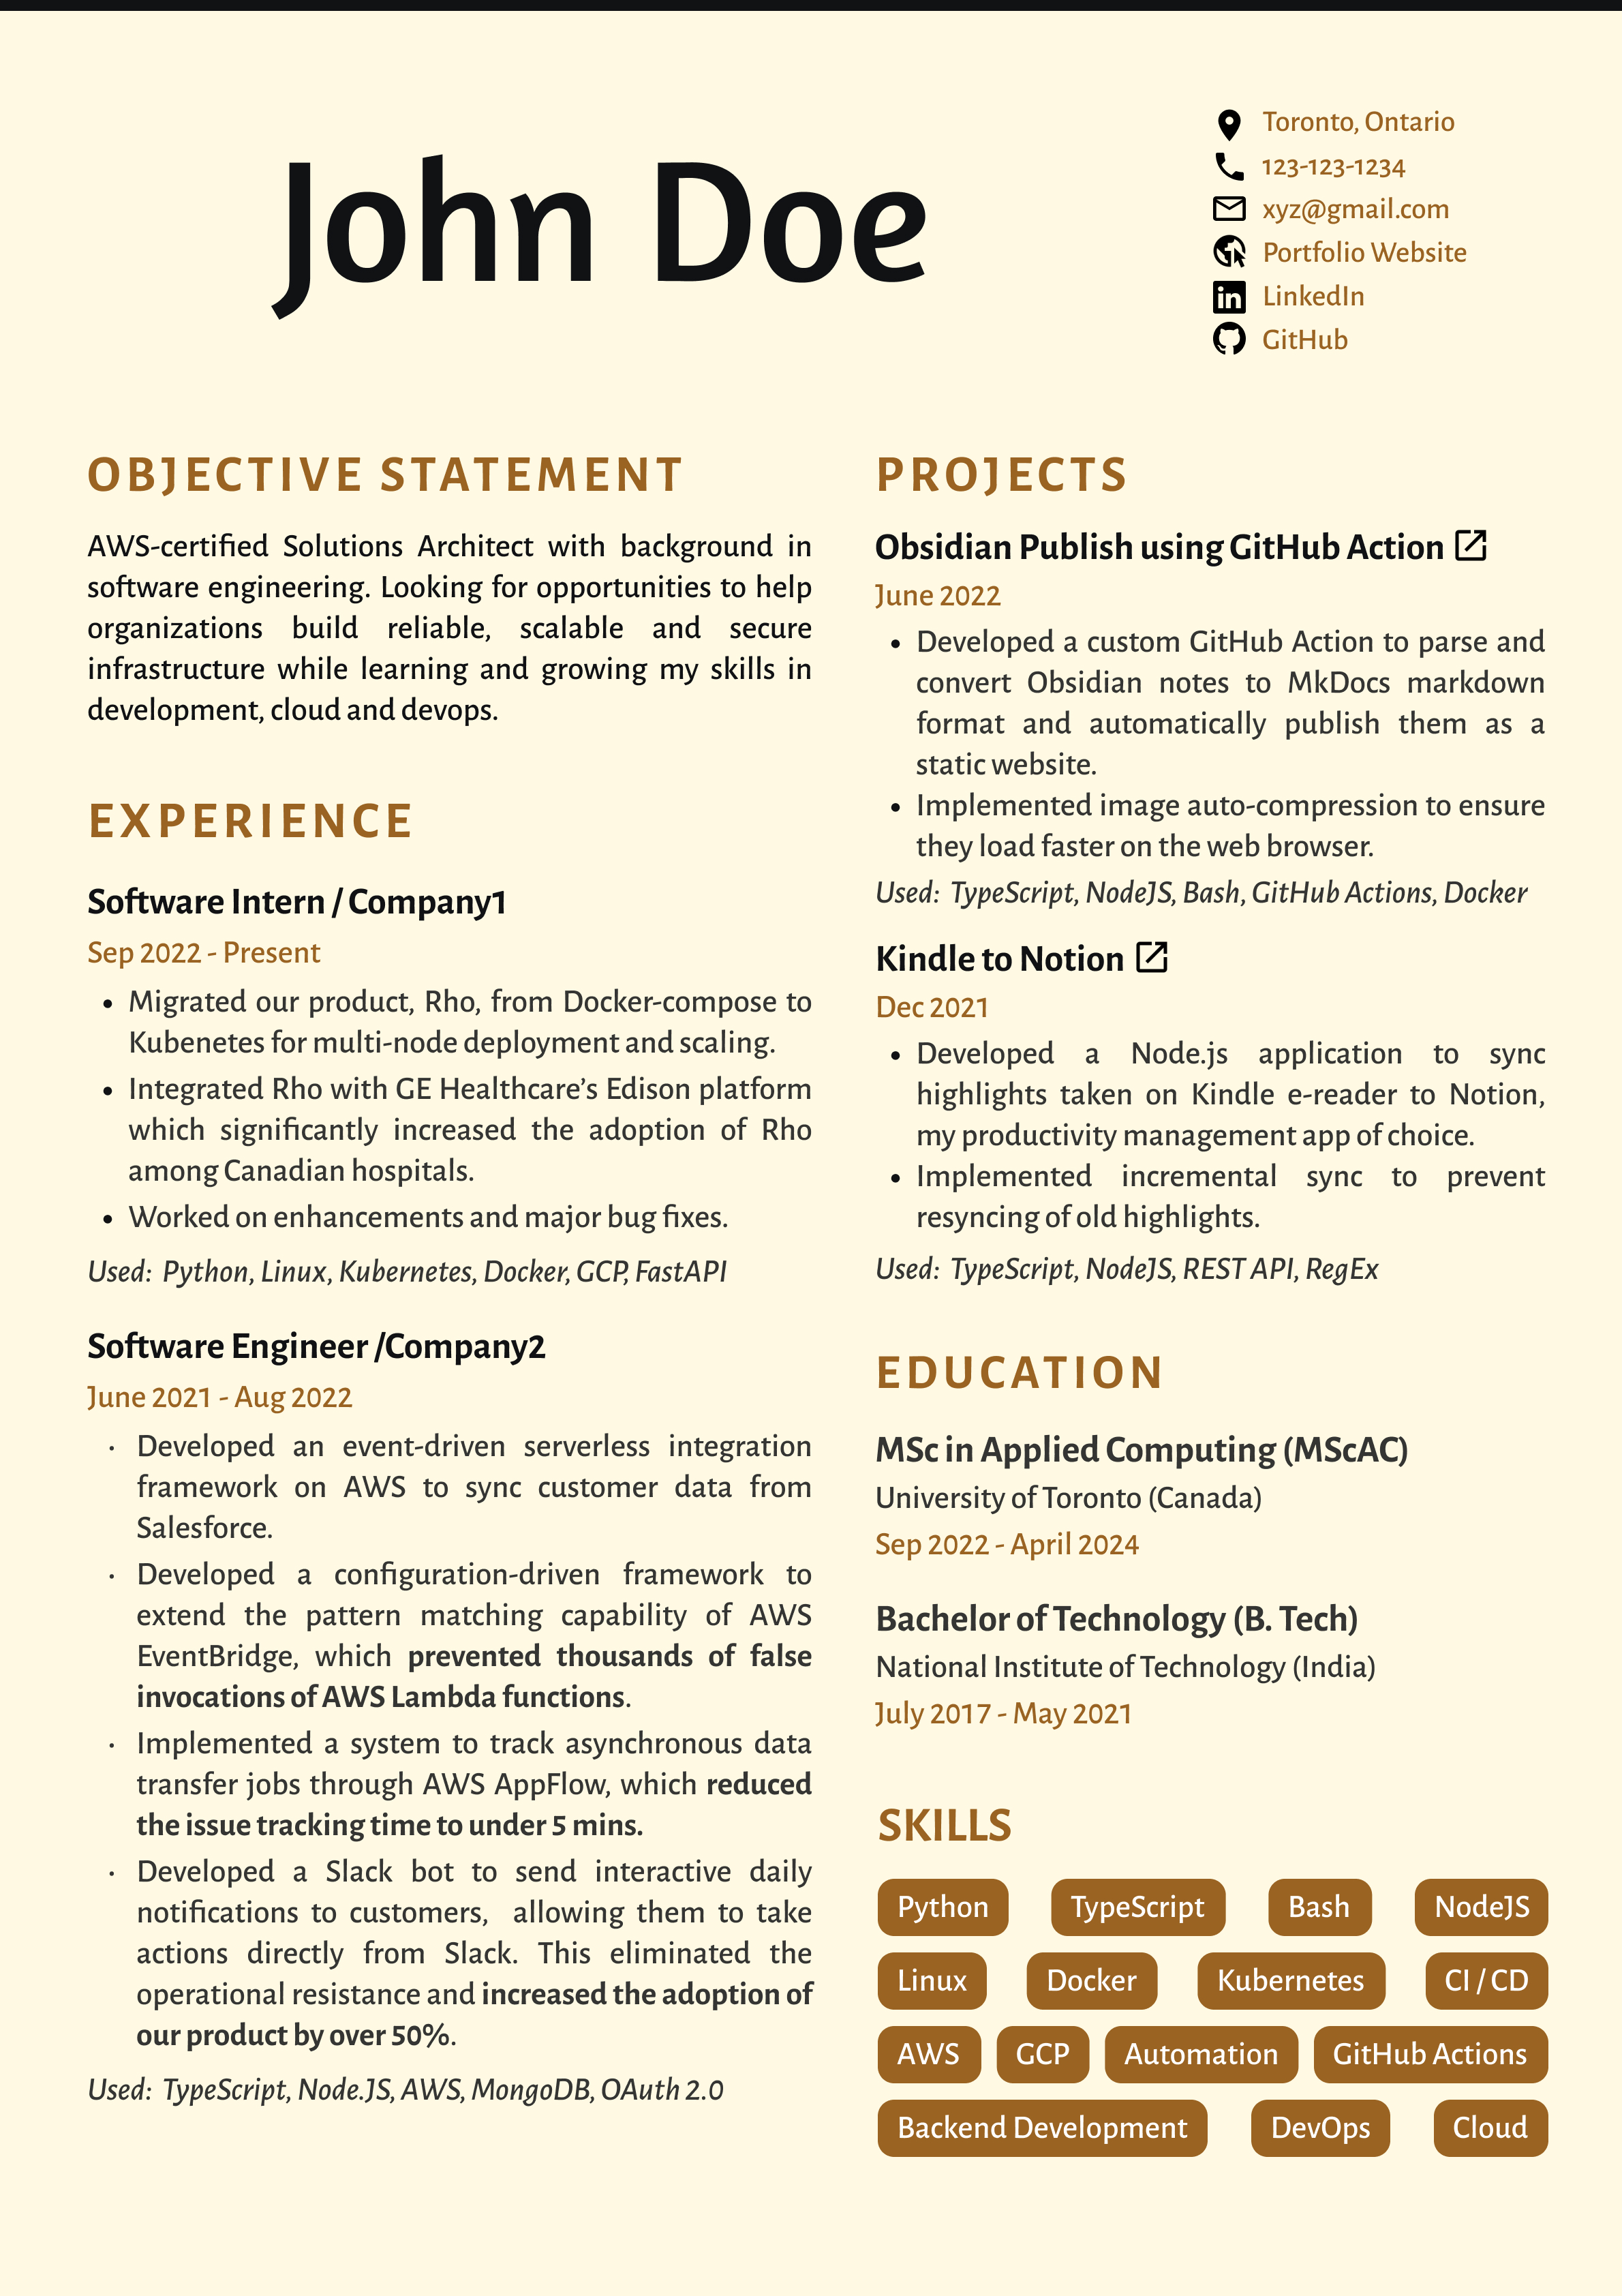 John Doe
Toronto, Ontario
123-123-1234
xyz@gmail.com
Portfolio Website
LinkedIn
GitHub
OBJECTIVE STATEMENT
AWS-certified Solutions Architect with background in
software engineering. Looking for opportunities to help
organizations build reliable, scalable and secure
infrastructure while learning and growing my skills in
development, cloud and devops.
EXPERIENCE
Software Intern / Company1
Sep 2022 - Present
• Migrated our product, Rho, from Docker-compose to
Kubenetes for multi-node deployment and scaling.
• Integrated Rho with GE Healthcare’s Edison platform
which significantly increased the adoption of Rho
among Canadian hospitals.
• Worked on enhancements and major bug fixes.
Used: Python, Linux, Kubernetes, Docker, GCP, FastAPI
Software Engineer /Company2
June 2021 - Aug 2022
· Developed an event-driven serverless integration
framework on AWS to sync customer data from
Salesforce.
· Developed a configuration-driven framework to
extend the pattern matching capability of AWS
EventBridge, which prevented thousands of false
invocations of AWS Lambda functions.
· Implemented a system to track asynchronous data
transfer jobs through AWS AppFlow, which reduced
the issue tracking time to under 5 mins.
· Developed a Slack bot to send interactive daily
notifications to customers, allowing them to take
actions directly from Slack. This eliminated the
operational resistance and increased the adoption of
our product by over 50%.
Used: TypeScript, Node.JS, AWS, MongoDB, OAuth 2.0
PROJECTS
Obsidian Publish using GitHub Action
June 2022
• Developed a custom GitHub Action to parse and
convert Obsidian notes to MkDocs markdown
format and automatically publish them as a
static website.
• Implemented image auto-compression to ensure
they load faster on the web browser.
Used: TypeScript, NodeJS, Bash, GitHub Actions, Docker
Kindle to Notion
Dec 2021
• Developed a Node.js application to sync
highlights taken on Kindle e-reader to Notion,
my productivity management app of choice.
• Implemented incremental sync to prevent
resyncing of old highlights.
Used: TypeScript, NodeJS, REST API, RegEx
EDUCATION
MSc in Applied Computing (MScAC)
University of Toronto (Canada)
Sep 2022 - April 2024
Bachelor of Technology (B. Tech)
National Institute of Technology (India)
July 2017 - May 2021
SKILLS
Python TypeScript Bash NodeJS
Linux Docker Kubernetes CI / CD
AWS GCP Automation GitHub Actions
Backend Development DevOps Cloud